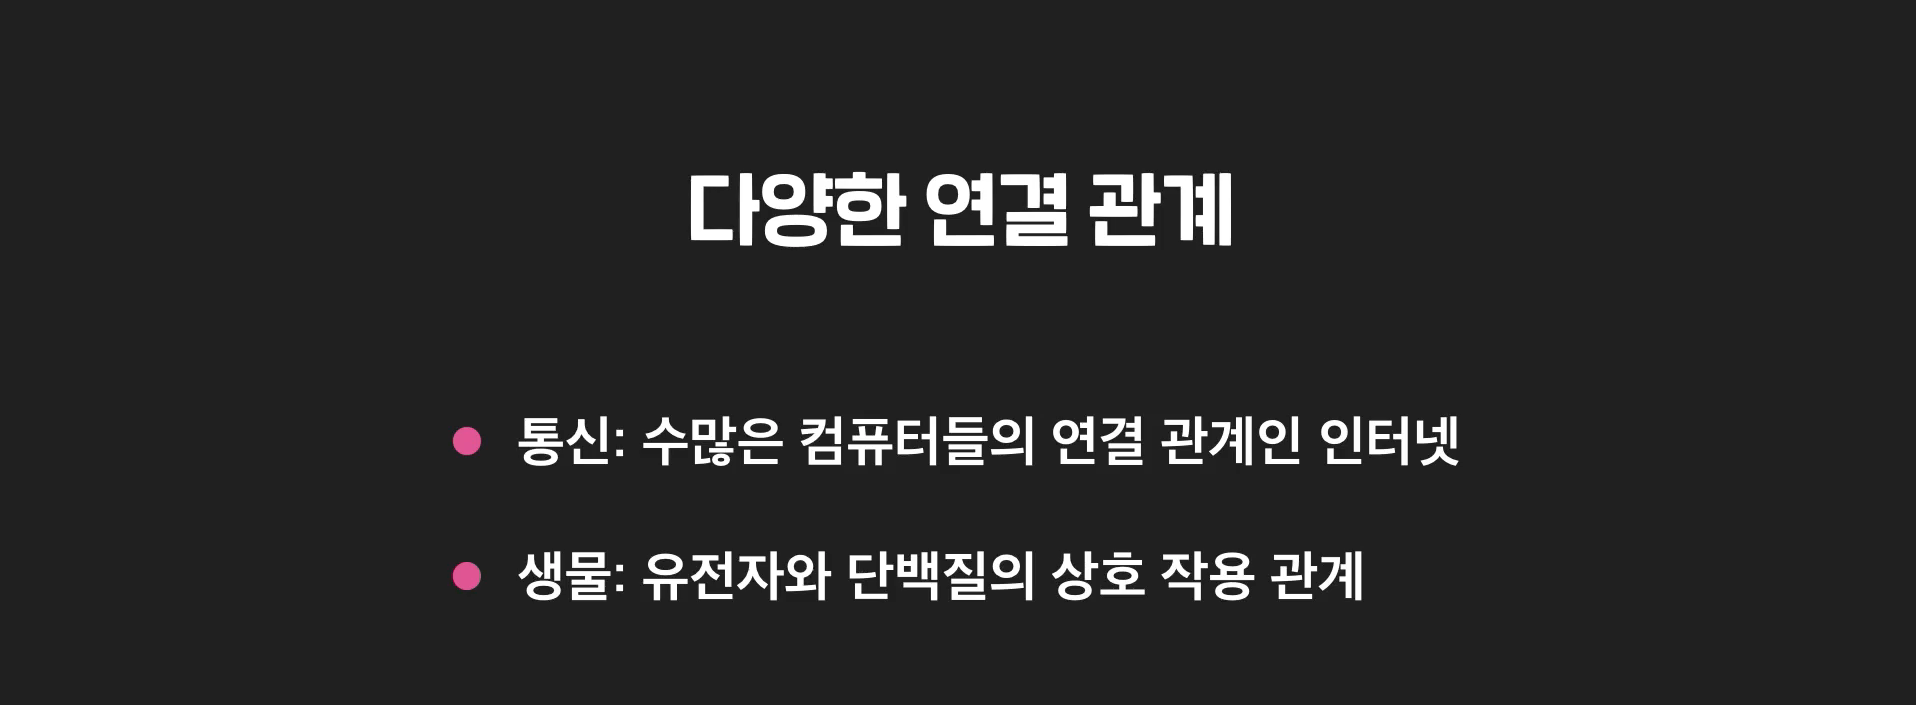 다양한 연결 관계
통신: 수많은 컴퓨터들의 연결 관계인 인터넷
생물: 유전자와 단백질의 상호 작용 관계